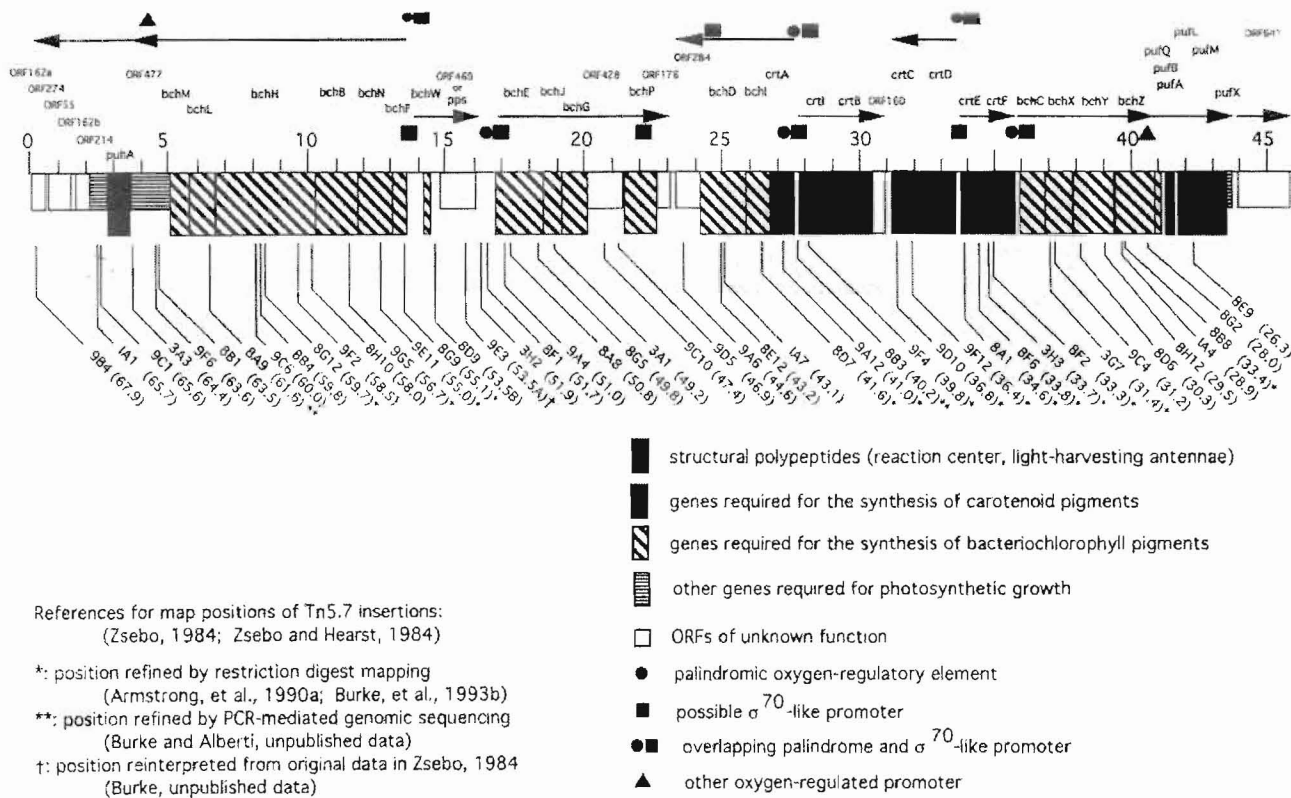 ORF162a
ORF274
ORF55
ORF162b
ORF214
puhA
ORF477
bchM
bchL
bchH
bchB
bchN
bchF
bchW
ORF469
or
pps
bchE
bchJ
bchG
ORF428
bchP
ORF176
ORF284
bchD
bchI
crtA
crtI
crtB
ORF160
crtC
crtD
crtE
crtF
bchC
bchX
bchY
bchZ
pufQ
pufB
pufA
pufL
pufM
pufX
ORF641
0 5 10 15 20 25 30 35 40 45
9B4 (67.9)
IA1 (65.7)
9C1 (65.6)
3A3 (64.4)
9F6 (63.6)
8B1 (63.5)
8A9 (61.6)**
9C6 (60.0)
8B4 (59.8)
8G12 (59.7)*
9F2 (58.5)
8H10 (58.0)
9G5 (56.7)*
9E11 (55.0)*
8G9 (55.1)*
8D9 (53.5B)
9E3 (53.5A)†
3H2 (51.9)
8F1 (51.7)
9A4 (51.0)
8A8 (50.8)
8G5 (49.8)
3A1 (49.2)
9C10 (47.4)
9D5 (46.9)
9A6 (44.6)
8E12 (43.2)
IA7 (43.1)
8D7 (41.6)*
9A12 (41.0)*
8B3 (40.2)**
9F4 (39.8)*
9D10 (36.8)*
9F12 (36.4)*
8A1 (34.6)*
8F6 (33.8)*
3H3 (33.7)*
8F2 (33.3)*
3G7 (31.4)*
9C4 (31.2)
8D6 (30.3)
8H12 (29.5)
IA4 (28.9)
8B8 (33.4)*
8G2 (28.0)
8E9 (26.3)
structural polypeptides (reaction center, light-harvesting antennae)
genes required for the synthesis of carotenoid pigments
genes required for the synthesis of bacteriochlorophyll pigments
other genes required for photosynthetic growth
ORFs of unknown function
palindromic oxygen-regulatory element
possible σ70-like promoter
overlapping palindrome and σ70-like promoter
other oxygen-regulated promoter
References for map positions of Tn5.7 insertions:
(Zsebo, 1984; Zsebo and Hearst, 1984)
*: position refined by restriction digest mapping
(Armstrong, et al., 1990a; Burke, et al., 1993b)
**: position refined by PCR-mediated genomic sequencing
(Burke and Alberti, unpublished data)
†: position reinterpreted from original data in Zsebo, 1984
(Burke, unpublished data)